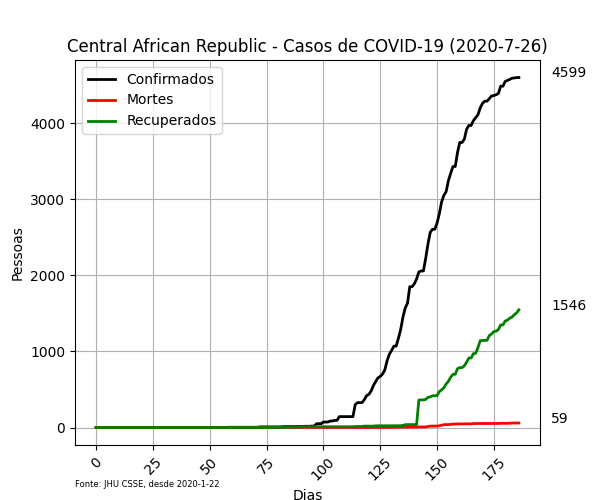 Central African Republic - Casos de COVID-19 (2020-7-26)
Confirmados
Mortes
Recuperados
4599
1546
59
Pessoas
4000
3000
2000
1000
0
0
25
50
75
100
125
150
175
Dias
Fonte: JHU CSSE, desde 2020-1-22